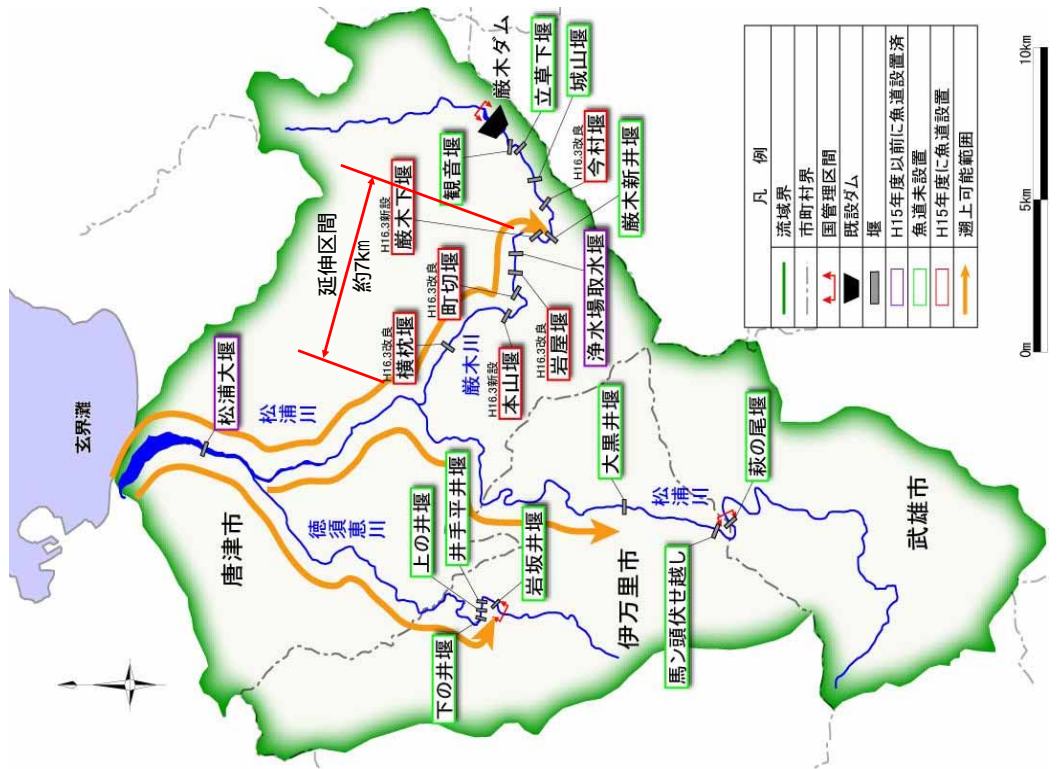 玄界灘
松浦大堰
松浦川
唐津市
徳須恵川
延伸区間
約7km
H16.3改良
横枕堰
H16.3改良
町切堰
H16.3新設
厳木下堰
観音堰
厳木ダム
立草下堰
城山堰
H16.3改良
今村堰
厳木新井堰
浄水場取水堰
H16.3改良
岩屋堰
H16.3新設
本山堰
厳木川
上の井堰
井手平井堰
岩坂井堰
下の井堰
大黒井堰
松浦川
萩の尾堰
馬ン頭伏せ越し
伊万里市
武雄市
凡 例
流域界
市町村界
国管理区間
既設ダム
堰
H15年度以前に魚道設置済
魚道未設置
H15年度に魚道設置
遡上可能範囲
0m
5km
10km